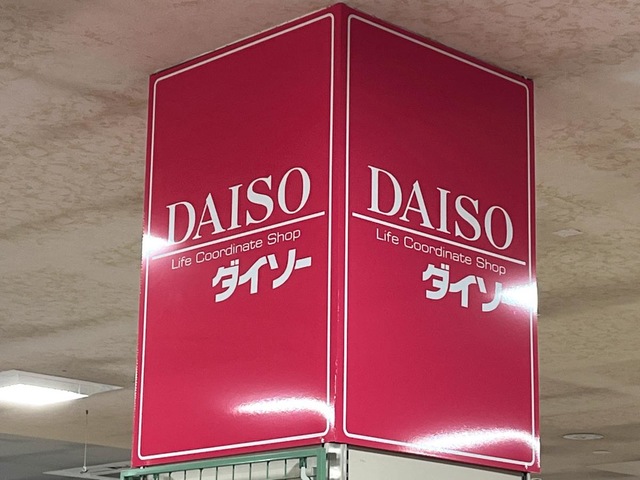 DAISO
Life Coordinate Shop
ダイソー
DAISO
Life Coordinate Shop
ダイソー